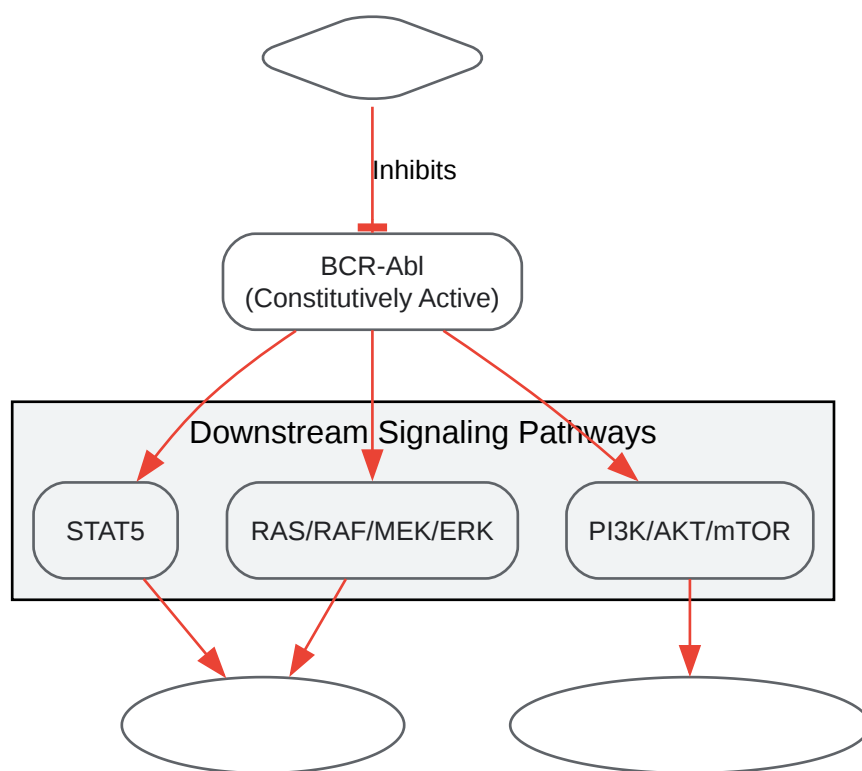 Inhibits
BCR-Abl
(Constitutively Active)
Downstream Signaling Pathways
STAT5
RAS/RAF/MEK/ERK
PI3K/AKT/mTOR